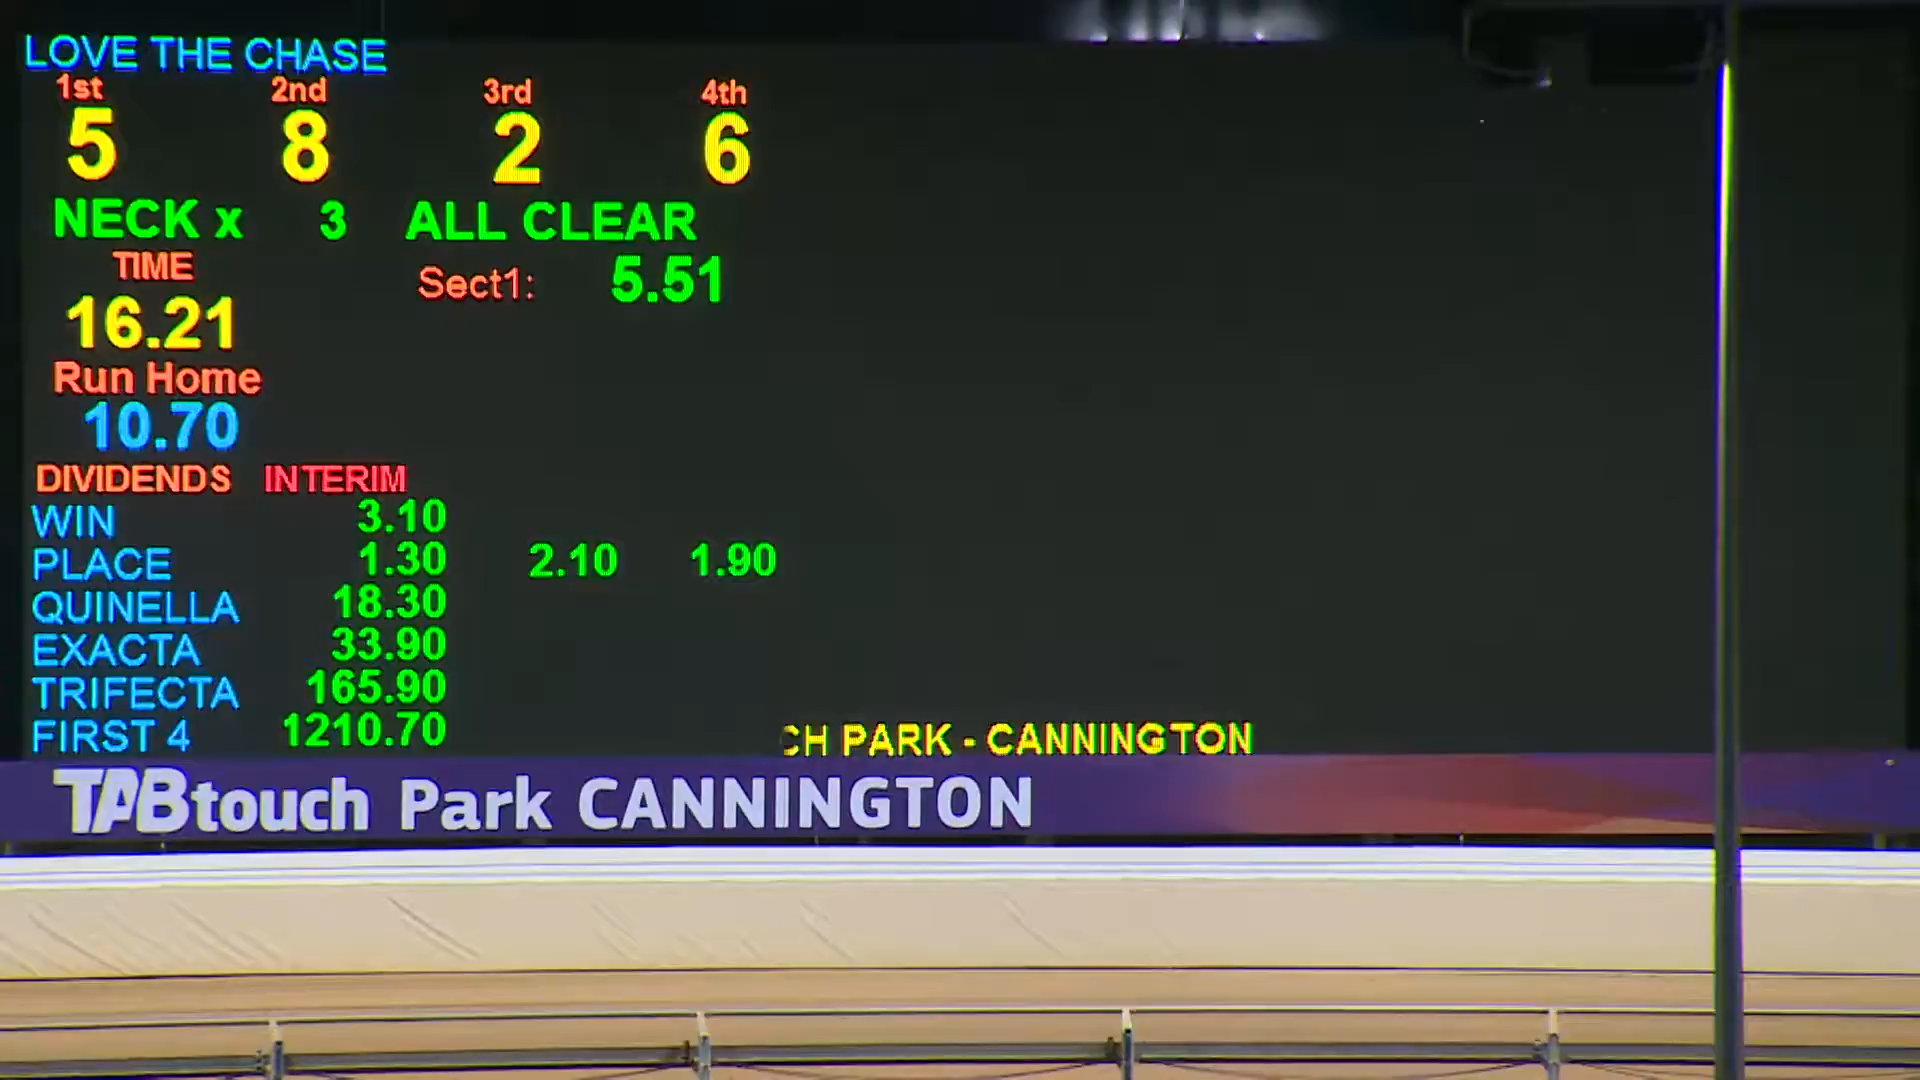 LOVE THE CHASE
1st 2nd 3rd 4th
5 8 2 6
NECK x 3 ALL CLEAR
TIME
Sect1: 5.51
16.21
Run Home
10.70
DIVIDENDS INTERIM
WIN 3.10
PLACE 1.30 2.10 1.90
QUINELLA 18.30
EXACTA 33.90
TRIFECTA 165.90
FIRST 4 1210.70
CH PARK - CANNINGTON
TABtouch Park CANNINGTON